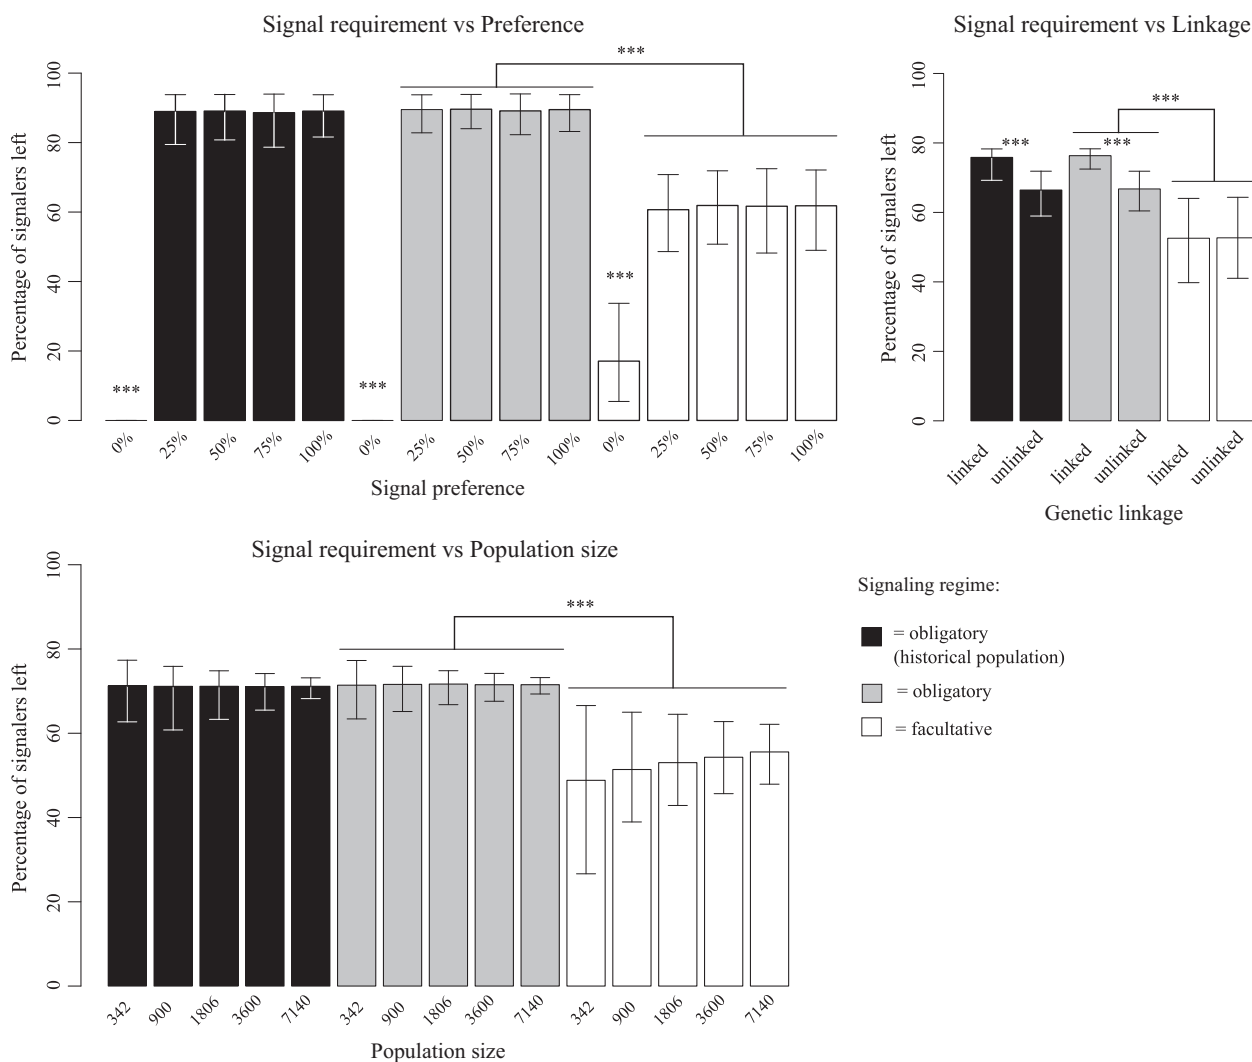 Signal requirement vs Preference
***
Percentage of signalers left
0 20 40 60 80 100
*** *** ***
0% 25% 50% 75% 100% 0% 25% 50% 75% 100% 0% 25% 50% 75% 100%
Signal preference
Signal requirement vs Linkage
***
*** ***
Percentage of signalers left
0 20 40 60 80 100
linked unlinked linked unlinked linked unlinked
Genetic linkage
Signal requirement vs Population size
***
Percentage of signalers left
0 20 40 60 80 100
342 900 1806 3600 7140 342 900 1806 3600 7140 342 900 1806 3600 7140
Population size
Signaling regime:
= obligatory
(historical population)
= obligatory
= facultative